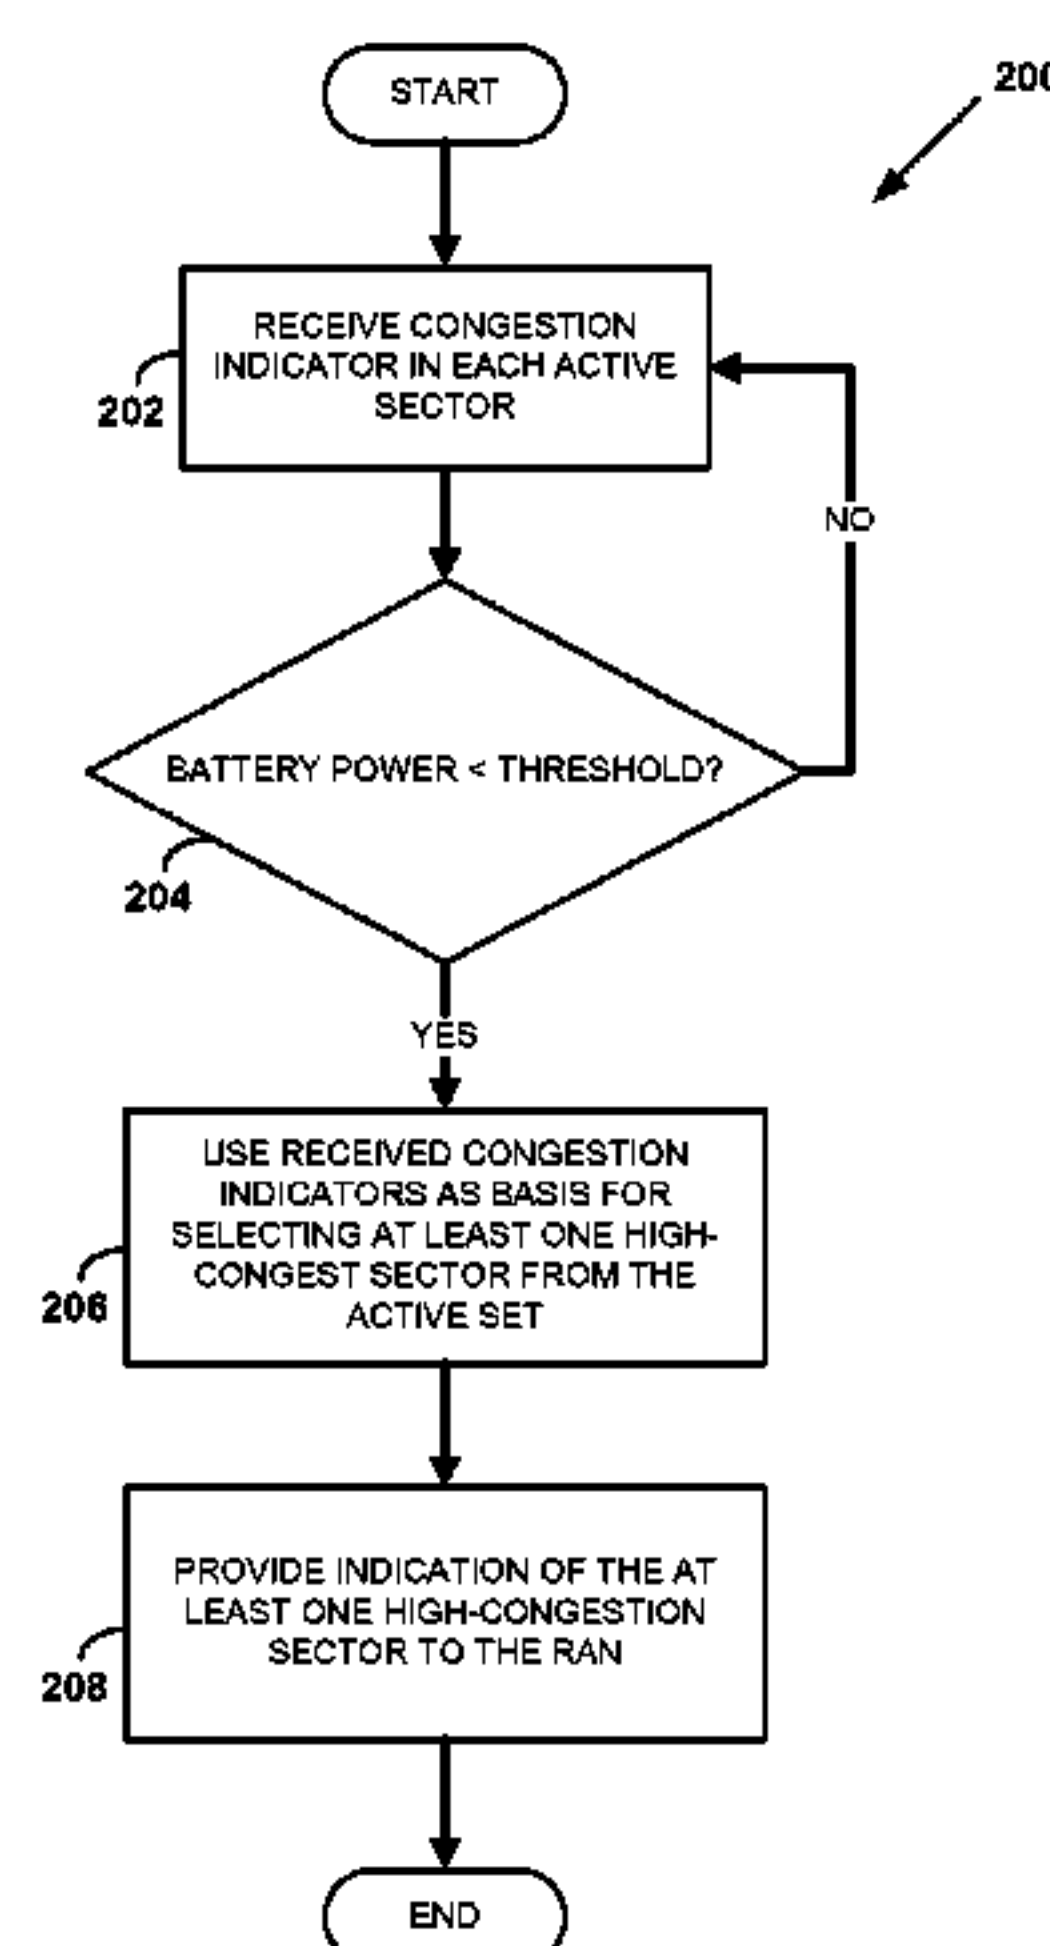 START
200
RECEIVE CONGESTION
INDICATOR IN EACH ACTIVE
SECTOR
202
NO
BATTERY POWER < THRESHOLD?
204
YES
USE RECEIVED CONGESTION
INDICATORS AS BASIS FOR
SELECTING AT LEAST ONE HIGH-
CONGEST SECTOR FROM THE
ACTIVE SET
206
PROVIDE INDICATION OF THE AT
LEAST ONE HIGH-CONGESTION
SECTOR TO THE RAN
208
END